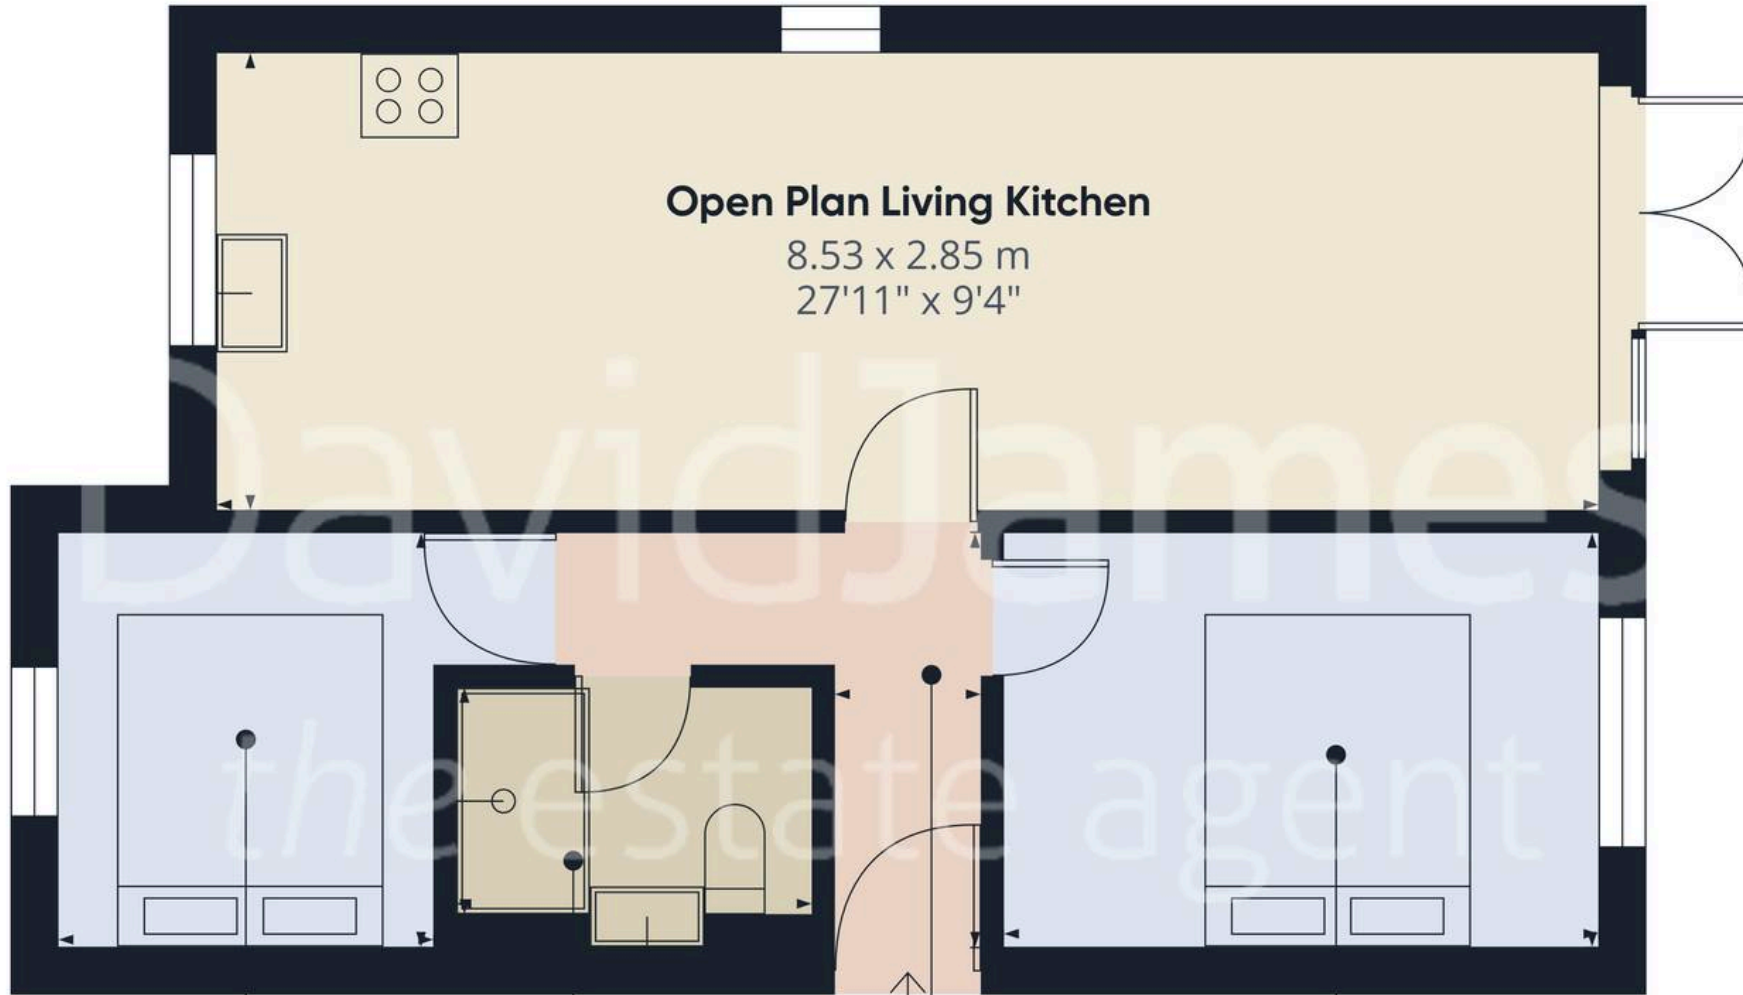 Open Plan Living Kitchen
8.53 x 2.85 m
27'11" x 9'4"
DavidJames
the estate agent